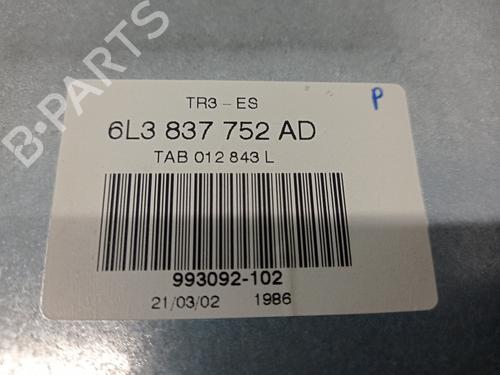 B-PARTS
TR3-ES
P
6L3 837 752 AD
TAB 012 843 L
993092-102
21/03/02 1986